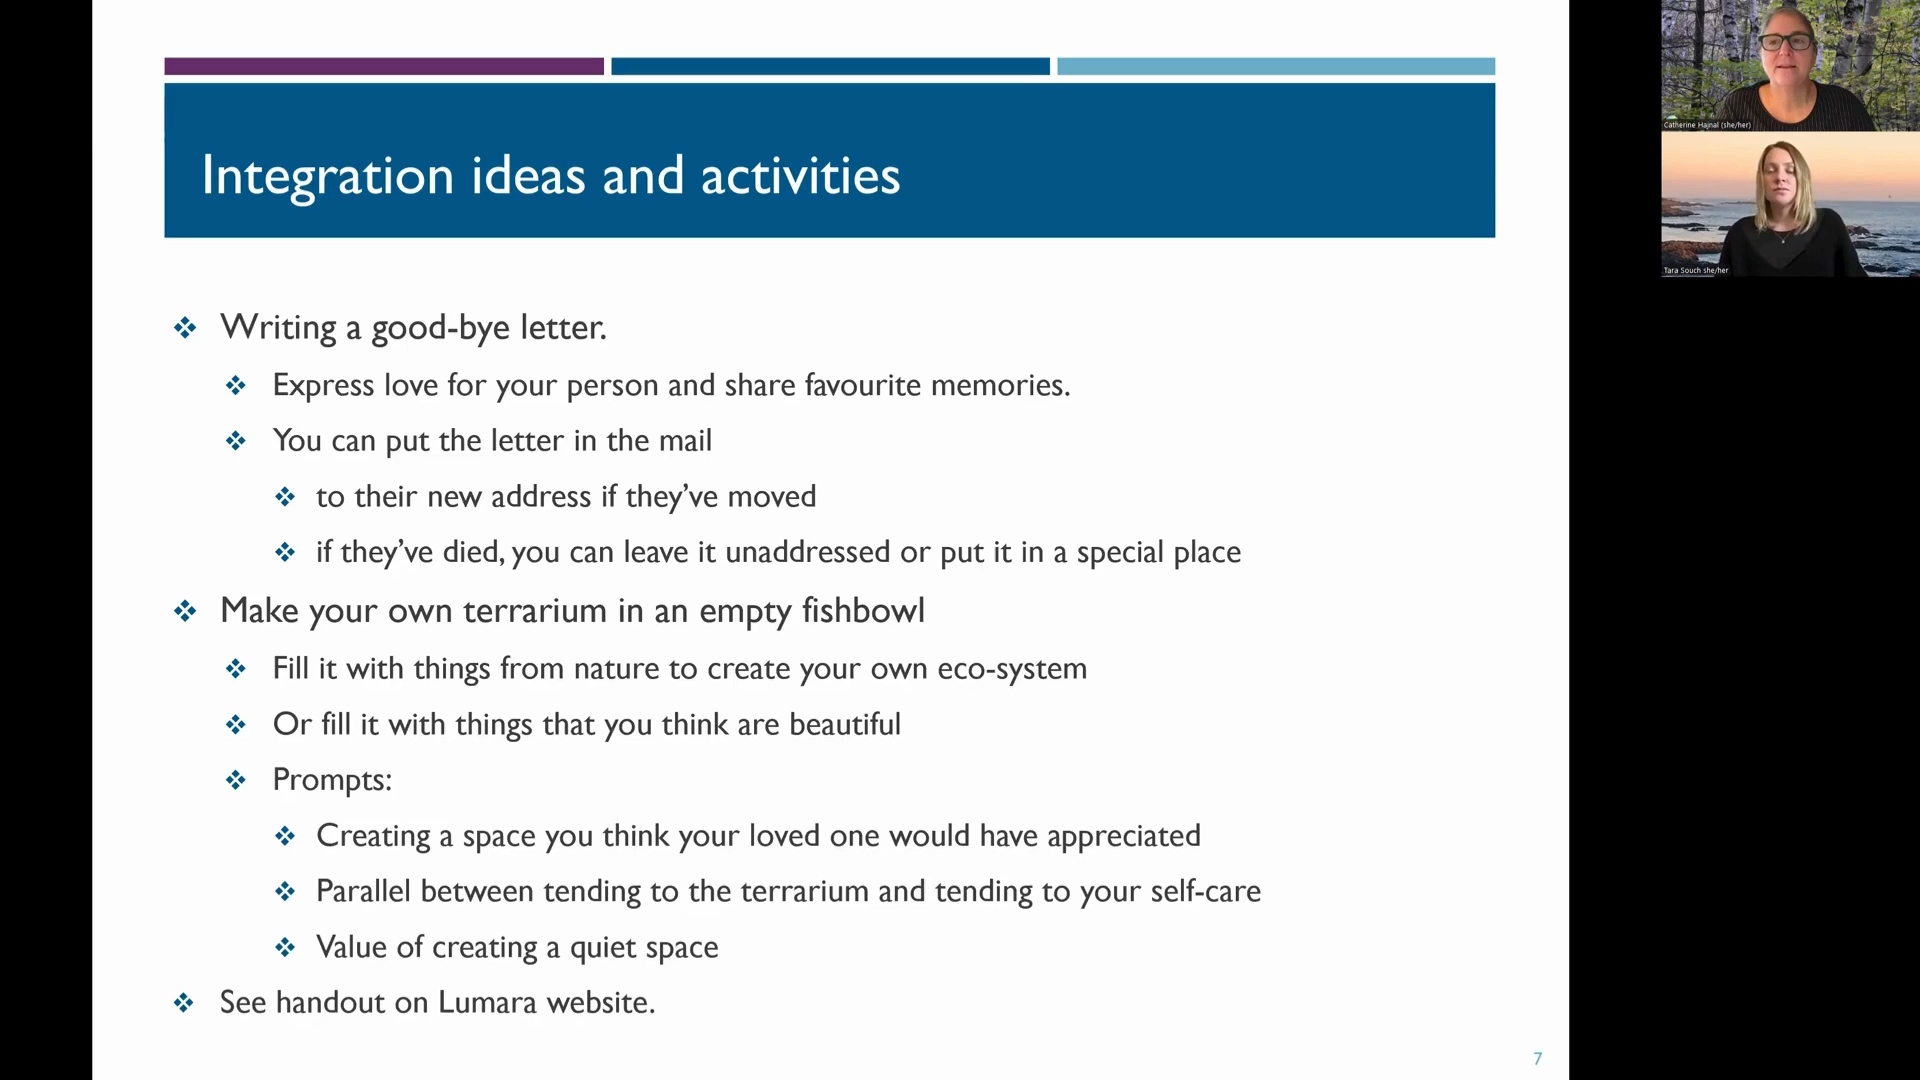 Integration ideas and activities
Writing a good-bye letter.
Express love for your person and share favourite memories.
You can put the letter in the mail
to their new address if they’ve moved
if they’ve died, you can leave it unaddressed or put it in a special place
Make your own terrarium in an empty fishbowl
Fill it with things from nature to create your own eco-system
Or fill it with things that you think are beautiful
Prompts:
Creating a space you think your loved one would have appreciated
Parallel between tending to the terrarium and tending to your self-care
Value of creating a quiet space
See handout on Lumara website.
7
Catherine Hajnal (she/her)
Tara Souch she/her